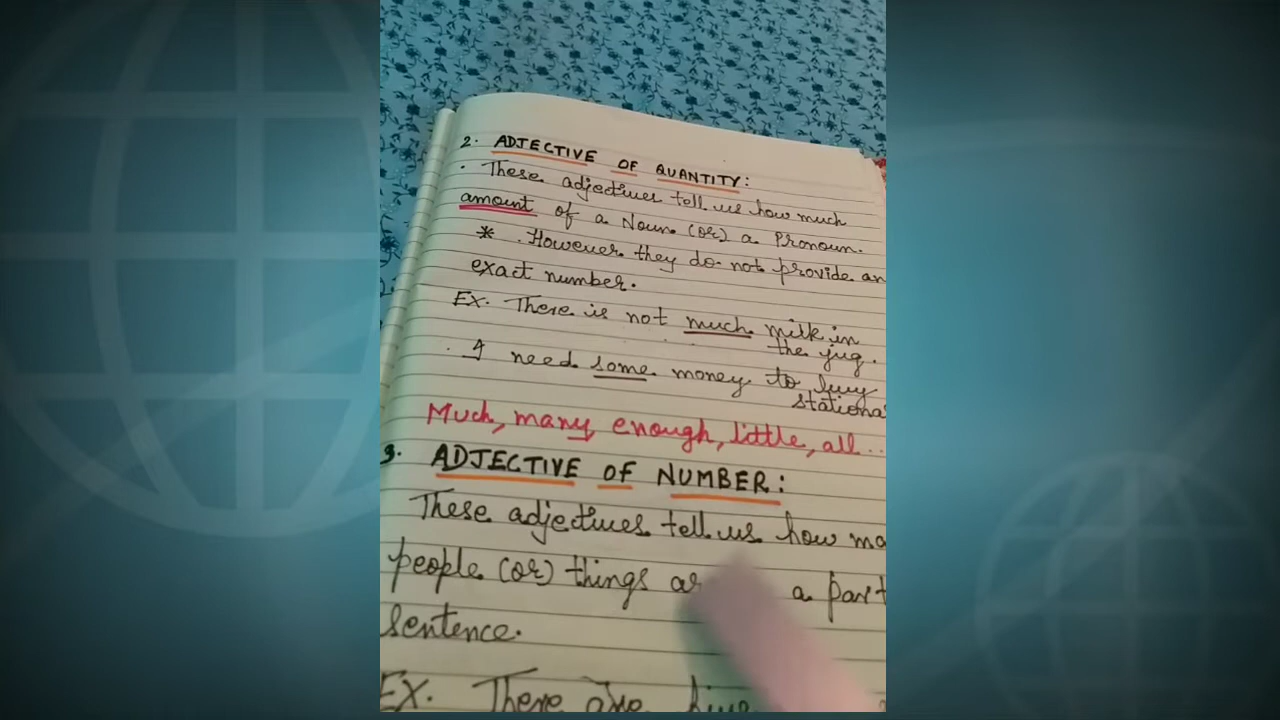 2. ADJECTIVE OF QUANTITY:
. These adjectives tell us how much
amount of a Noun (or) a Pronoun.
* . However they do not provide an
exact number.
Ex. There is not much milk in
the jug.
. I need some money to buy
stationa
Much, many enough, little, all...
3. ADJECTIVE OF NUMBER:
These adjectives tell us how ma
people (or) things a part
sentence.
EX. There are